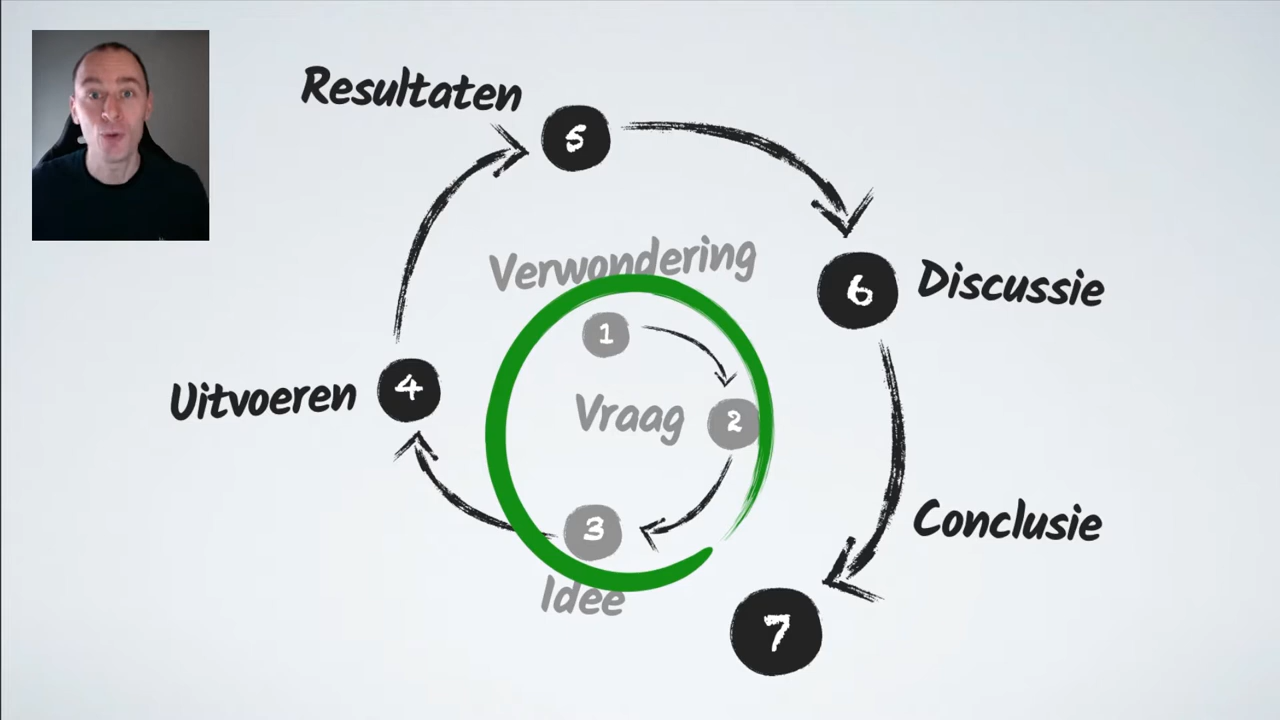 Resultaten
5
Verwondering
6 Discussie
1
Uitvoeren 4
Vraag 2
3
Conclusie
Idee
7